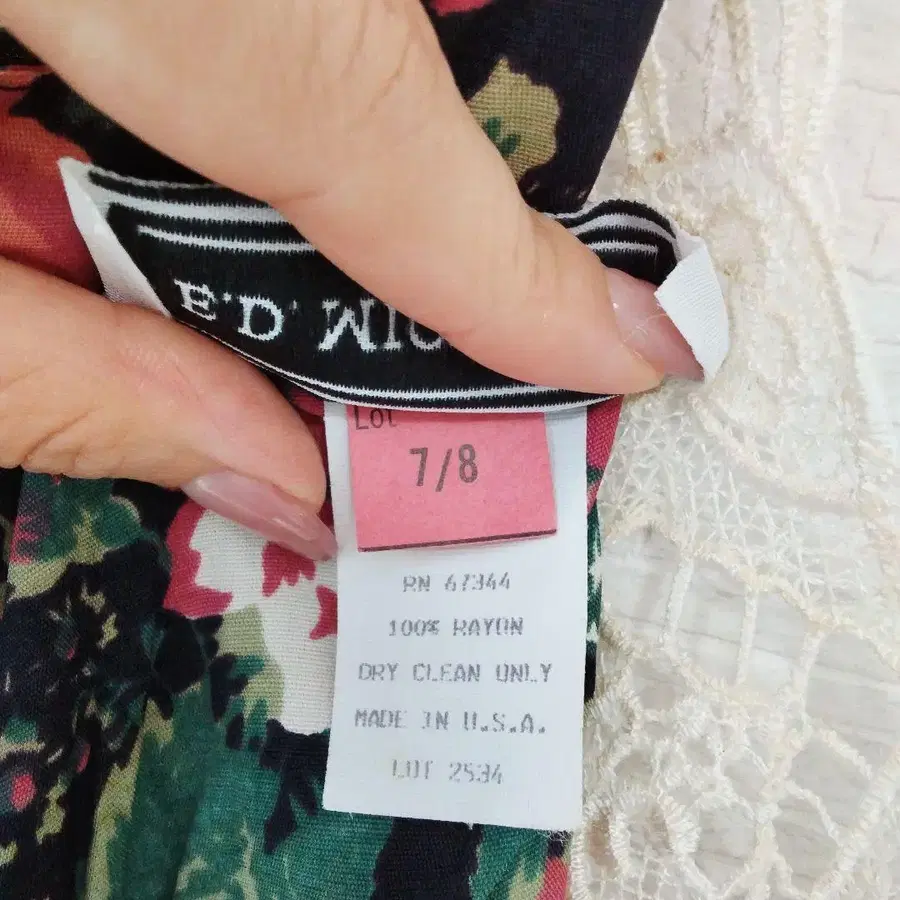 E.D.
Lot
7/8
RN 67344
100% RAYON
DRY CLEAN ONLY
MADE IN U.S.A.
LOT 2534